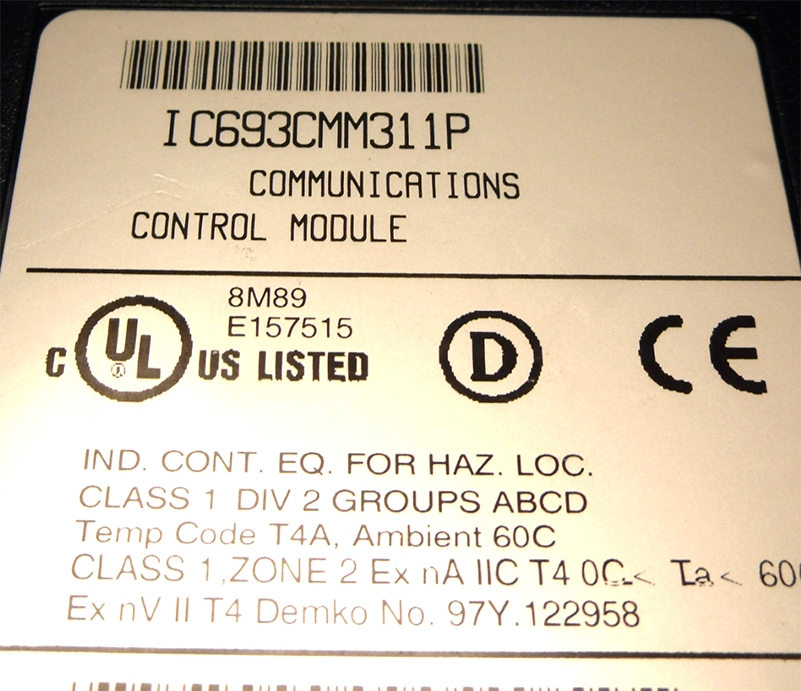 IC693CMM311P
COMMUNICATIONS
CONTROL MODULE
8M89
E157515
C UL US LISTED
D
CE
IND. CONT. EQ. FOR HAZ. LOC.
CLASS 1 DIV 2 GROUPS ABCD
Temp Code T4A, Ambient 60C
CLASS 1,ZONE 2 Ex nA IIC T4 0C < Ta < 60
Ex nV II T4 Demko No. 97Y.122958